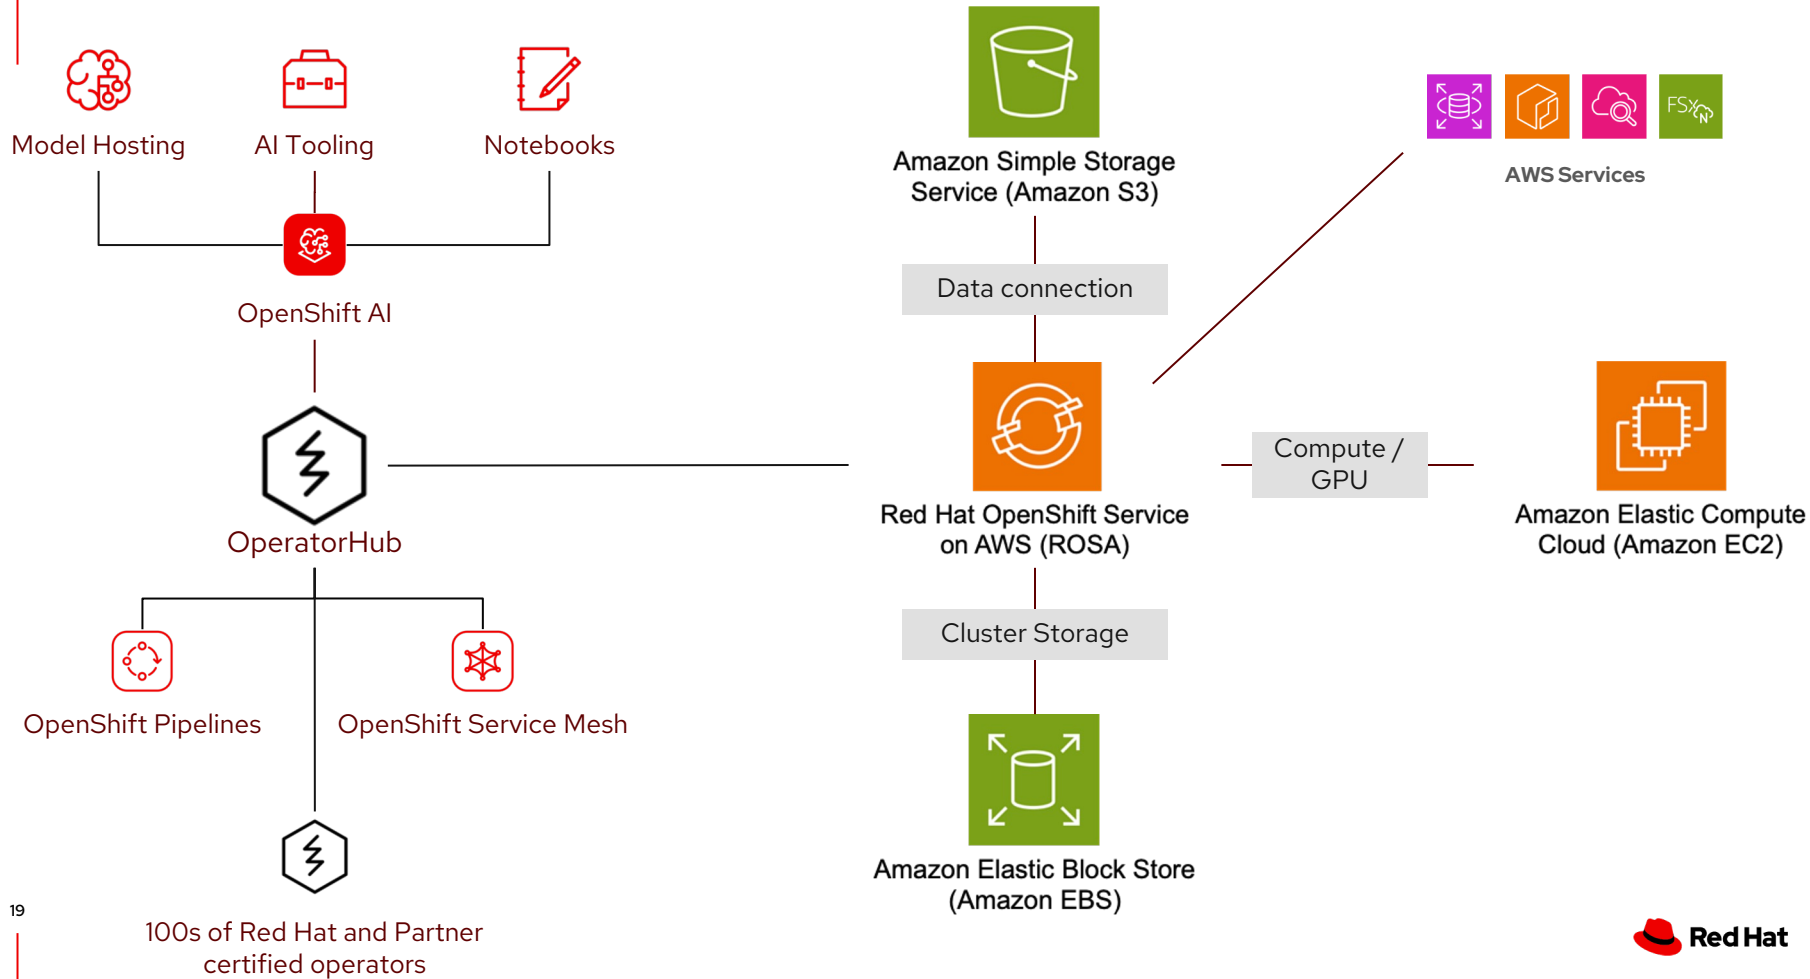 Model Hosting
AI Tooling
Notebooks
OpenShift AI
OperatorHub
OpenShift Pipelines
OpenShift Service Mesh
100s of Red Hat and Partner
certified operators
Amazon Simple Storage
Service (Amazon S3)
Data connection
Red Hat OpenShift Service
on AWS (ROSA)
Cluster Storage
Amazon Elastic Block Store
(Amazon EBS)
FSx
N
AWS Services
Compute /
GPU
Amazon Elastic Compute
Cloud (Amazon EC2)
19
Red Hat